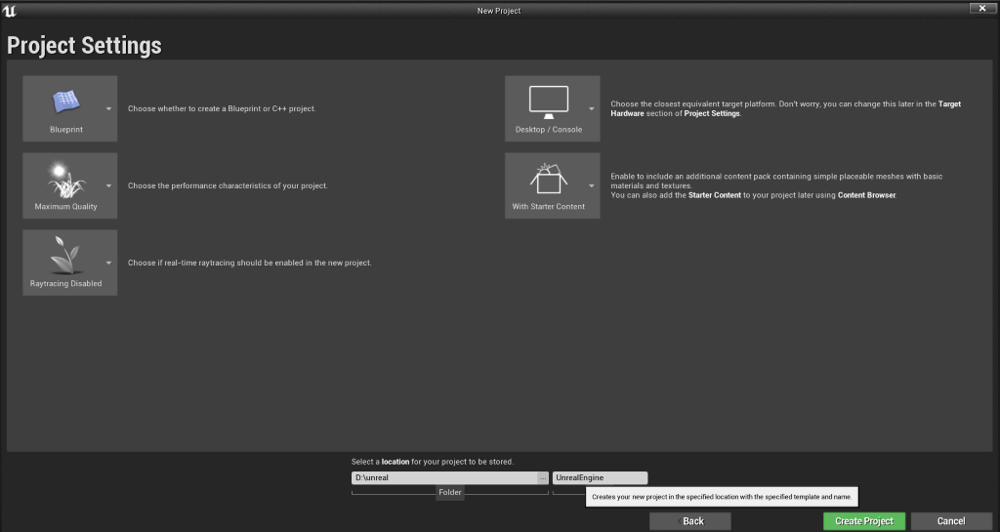 New Project
Project Settings
Blueprint
Choose whether to create a Blueprint or C++ project.
Desktop / Console
Choose the closest equivalent target platform. Don't worry, you can change this later in the Target
Hardware section of Project Settings.
Maximum Quality
Choose the performance characteristics of your project.
With Starter Content
Enable to include an additional content pack containing simple placeable meshes with basic
materials and textures.
You can also add the Starter Content to your project later using Content Browser.
Raytracing Disabled
Choose if real-time raytracing should be enabled in the new project.
Select a location for your project to be stored.
D:\unreal
...
UnrealEngine
Folder
Creates your new project in the specified location with the specified template and name.
Back
Create Project
Cancel